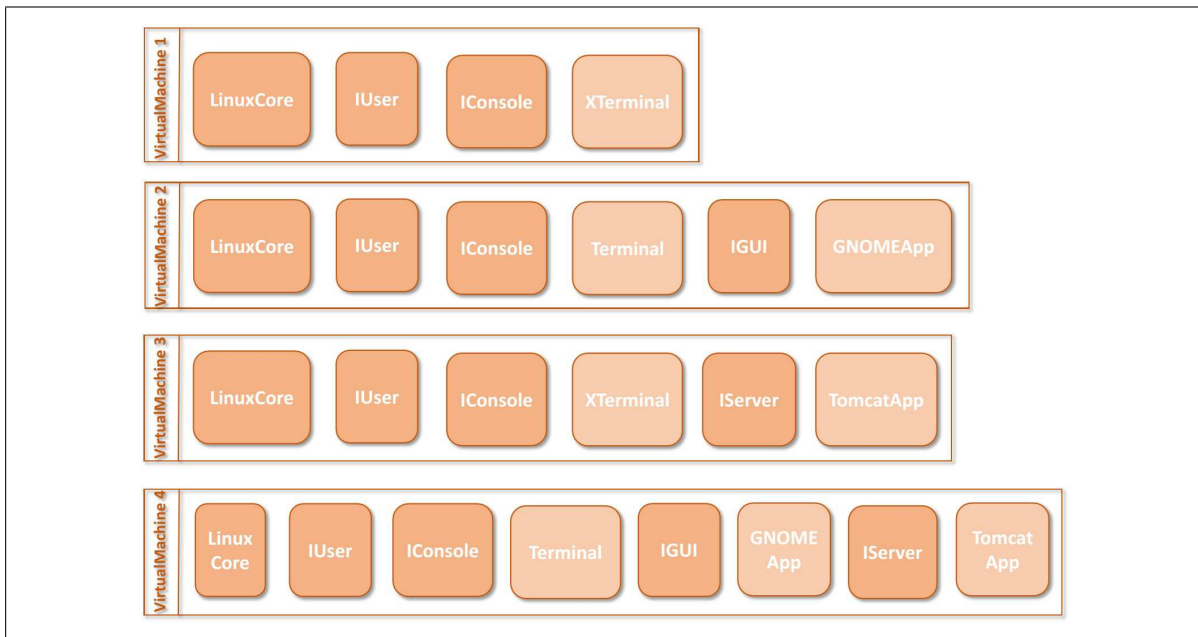 VirtualMachine 1
LinuxCore
IUser
IConsole
XTerminal
VirtualMachine 2
LinuxCore
IUser
IConsole
Terminal
IGUI
GNOMEApp
VirtualMachine 3
LinuxCore
IUser
IConsole
XTerminal
IServer
TomcatApp
VirtualMachine 4
Linux
Core
IUser
IConsole
Terminal
IGUI
GNOME
App
IServer
Tomcat
App